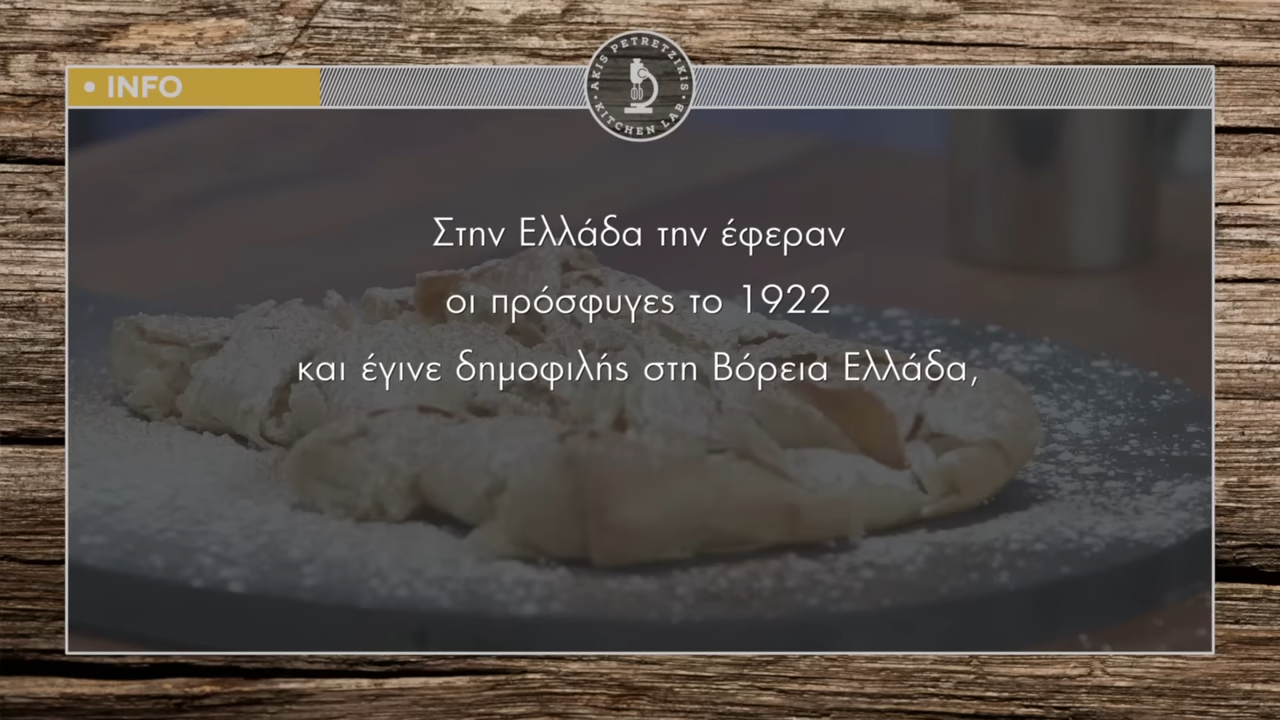 • INFO
AKIS PETRETZIKIS
• KITCHEN LAB •
Στην Ελλάδα την έφεραν
οι πρόσφυγες το 1922
και έγινε δημοφιλής στη Βόρεια Ελλάδα,